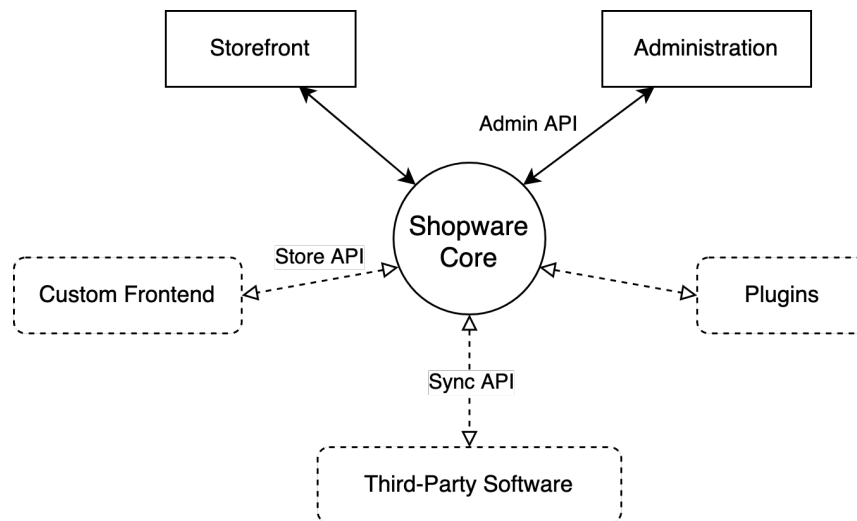 Storefront
Administration
Admin API
Shopware
Core
Store API
Custom Frontend
Plugins
Sync API
Third-Party Software